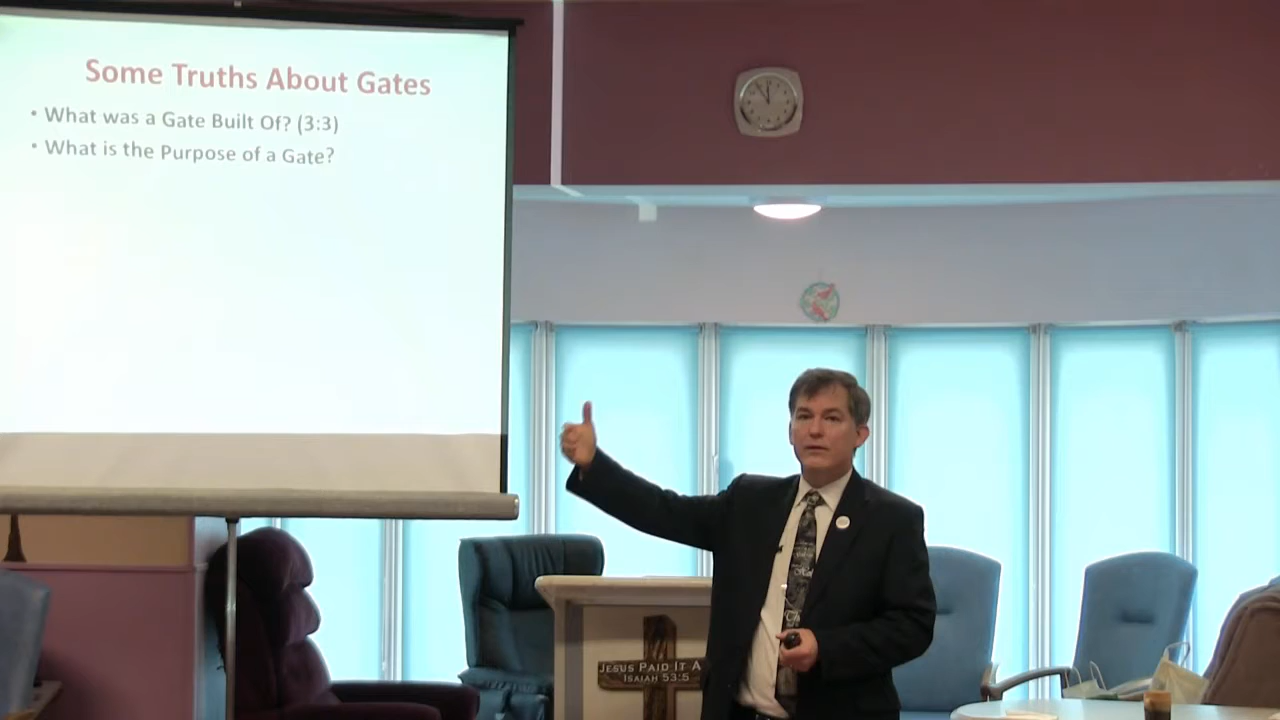 Some Truths About Gates
• What was a Gate Built Of? (3:3)
• What is the Purpose of a Gate?
JESUS PAID IT A
ISAIAH 53:5